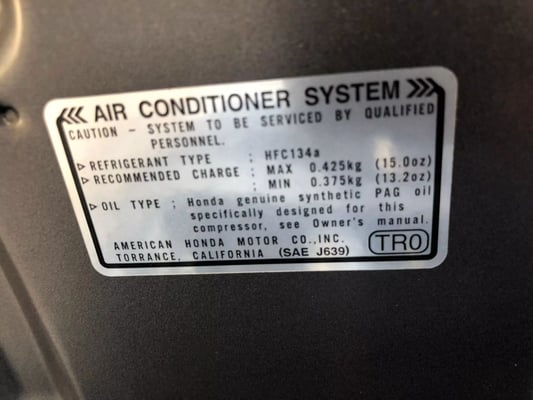 ⋘ AIR CONDITIONER SYSTEM ⋙
CAUTION - SYSTEM TO BE SERVICED BY QUALIFIED
PERSONNEL.
▷ REFRIGERANT TYPE : HFC134a
▷ RECOMMENDED CHARGE : MAX 0.425kg (15.0oz)
: MIN 0.375kg (13.2oz)
▷ OIL TYPE : Honda genuine synthetic PAG oil
specifically designed for this
compressor, see Owner's manual.
AMERICAN HONDA MOTOR CO.,INC.
TORRANCE, CALIFORNIA (SAE J639) TR0